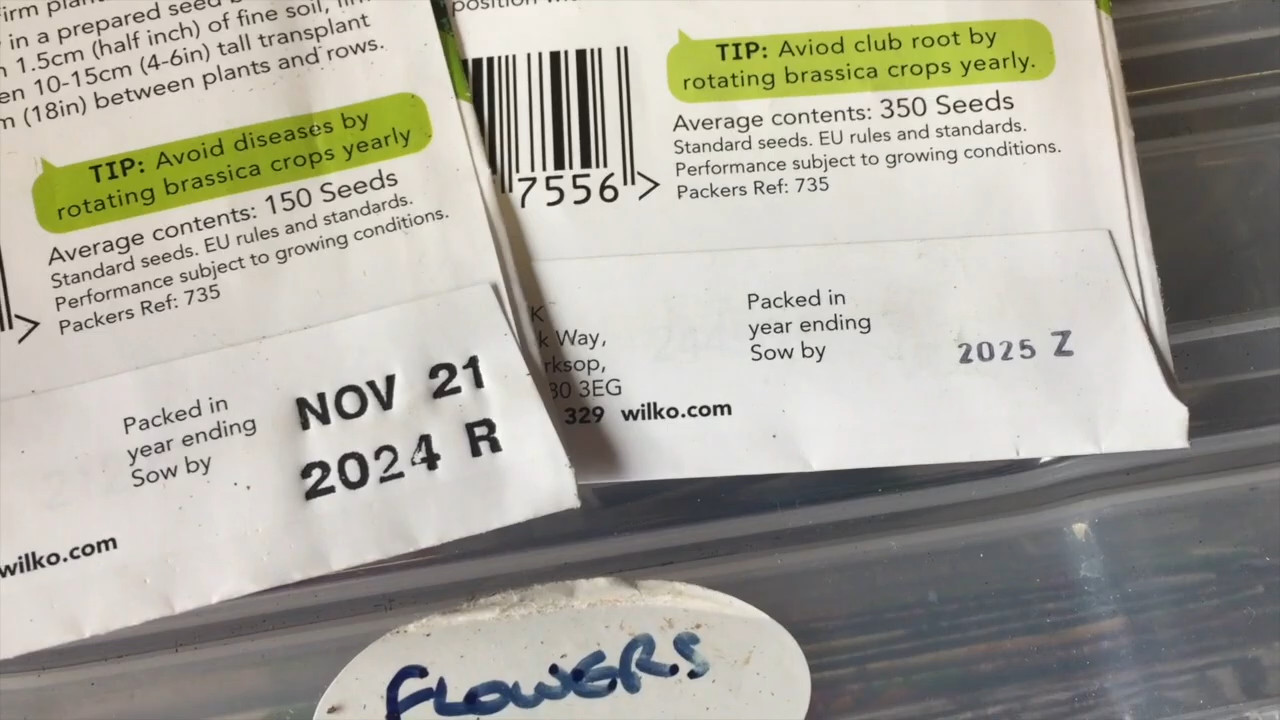 in a prepared seed
1.5cm (half inch) of fine soil,
10-15cm (4-6in) tall transplant
(18in) between plants and rows.
TIP: Avoid diseases by
rotating brassica crops yearly
Average contents: 150 Seeds
Standard seeds. EU rules and standards.
Performance subject to growing conditions.
Packers Ref: 735
>
Packed in
year ending NOV 21
Sow by 2024 R
wilko.com
position
TIP: Aviod club root by
rotating brassica crops yearly.
Average contents: 350 Seeds
Standard seeds. EU rules and standards.
Performance subject to growing conditions.
Packers Ref: 735
7556 >
K
Way,
rksop,
3EG
329 wilko.com
Packed in
year ending
Sow by 2025 Z
FLOWERS